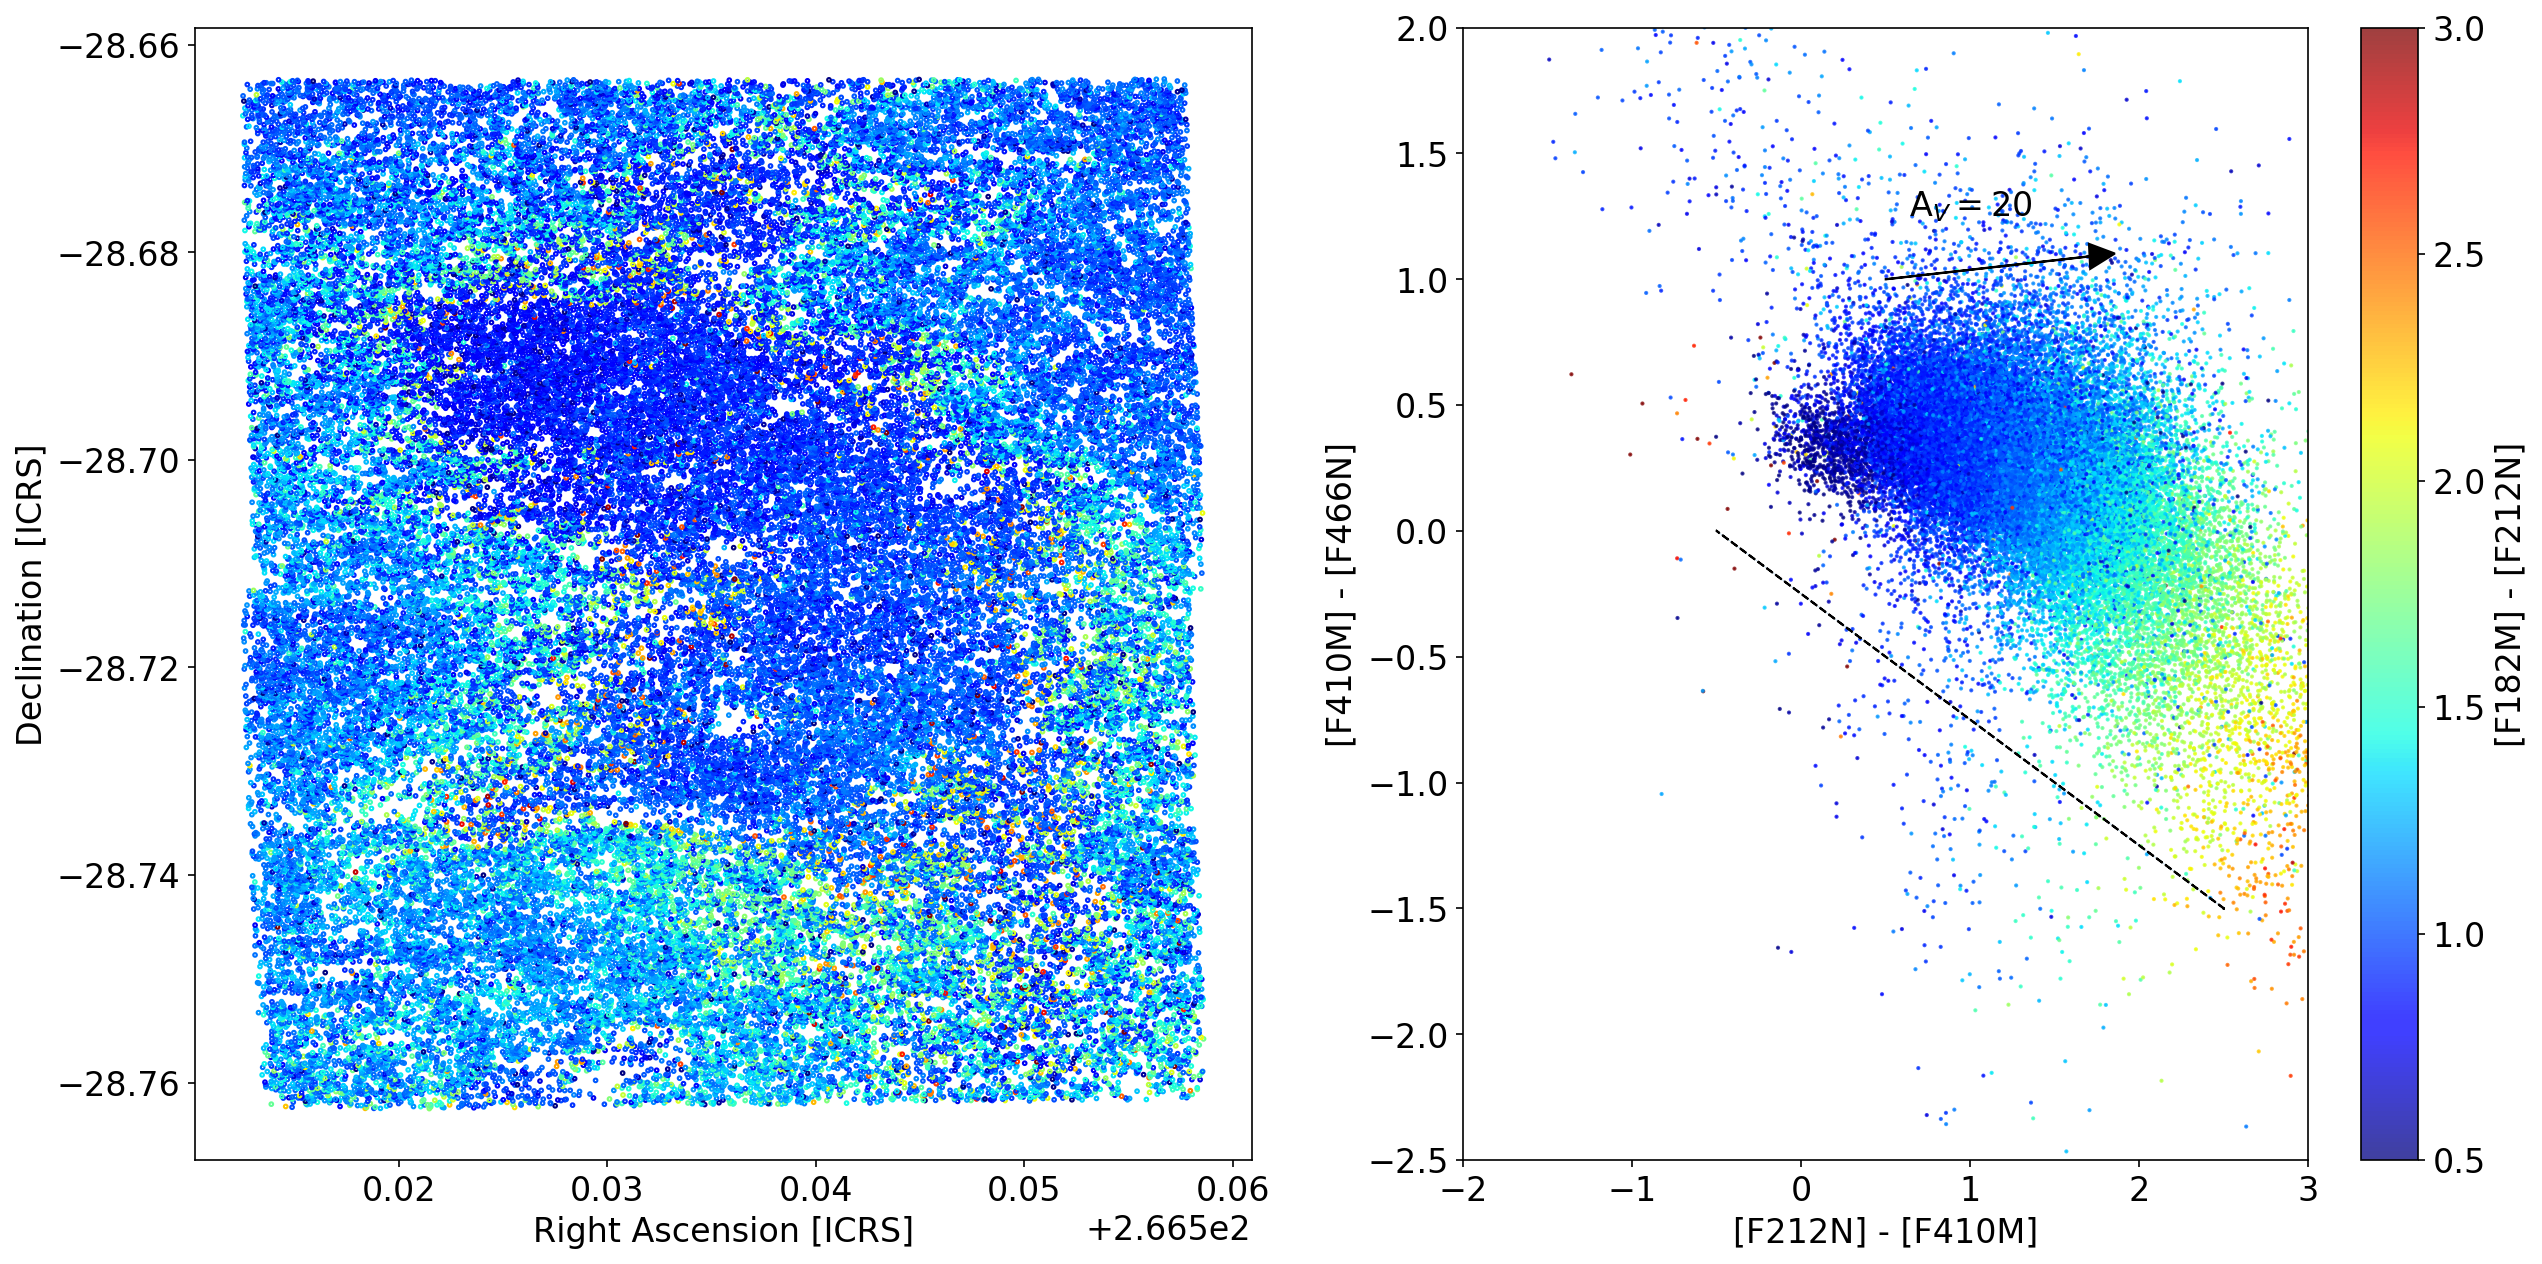 −28.66
−28.68
−28.70
−28.72
−28.74
−28.76
Declination [ICRS]
0.02 0.03 0.04 0.05 0.06
Right Ascension [ICRS]
+2.665e2
2.0
1.5
1.0
0.5
0.0
−0.5
−1.0
−1.5
−2.0
−2.5
[F410M] - [F466N]
A_V = 20
−2 −1 0 1 2 3
[F212N] - [F410M]
3.0
2.5
2.0
1.5
1.0
0.5
[F182M] - [F212N]